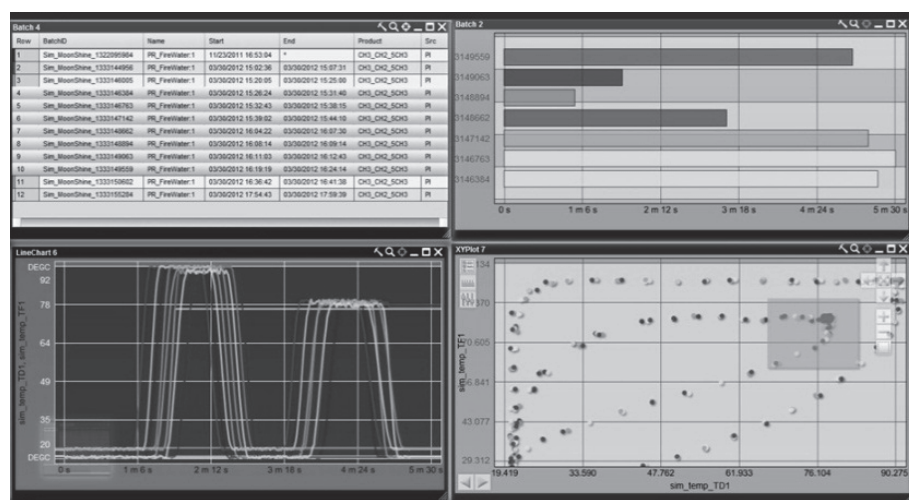 Batch 4
Row BatchID Name Start End Product Src
1 Sim_MoonShine_1322095984 PR_FireWater:1 11/23/2011 16:53:04 * CH3_CH2_5CH3 PI
2 Sim_MoonShine_1333144956 PR_FireWater:1 03/30/2012 15:02:36 03/30/2012 15:07:31 CH3_CH2_5CH3 PI
3 Sim_MoonShine_1333146005 PR_FireWater:1 03/30/2012 15:20:05 03/30/2012 15:25:00 CH3_CH2_5CH3 PI
4 Sim_MoonShine_1333146384 PR_FireWater:1 03/30/2012 15:26:24 03/30/2012 15:31:40 CH3_CH2_5CH3 PI
5 Sim_MoonShine_1333146763 PR_FireWater:1 03/30/2012 15:32:43 03/30/2012 15:38:15 CH3_CH2_5CH3 PI
6 Sim_MoonShine_1333147142 PR_FireWater:1 03/30/2012 15:39:02 03/30/2012 15:44:10 CH3_CH2_5CH3 PI
7 Sim_MoonShine_1333148662 PR_FireWater:1 03/30/2012 16:04:22 03/30/2012 16:07:30 CH3_CH2_5CH3 PI
8 Sim_MoonShine_1333148894 PR_FireWater:1 03/30/2012 16:08:14 03/30/2012 16:09:14 CH3_CH2_5CH3 PI
9 Sim_MoonShine_1333149063 PR_FireWater:1 03/30/2012 16:11:03 03/30/2012 16:12:43 CH3_CH2_5CH3 PI
10 Sim_MoonShine_1333149559 PR_FireWater:1 03/30/2012 16:19:19 03/30/2012 16:24:14 CH3_CH2_5CH3 PI
11 Sim_MoonShine_1333150602 PR_FireWater:1 03/30/2012 16:36:42 03/30/2012 16:41:38 CH3_CH2_5CH3 PI
12 Sim_MoonShine_1333155284 PR_FireWater:1 03/30/2012 17:54:43 03/30/2012 17:59:39 CH3_CH2_5CH3 PI
Batch 2
3149559
3149063
3148894
3148662
3147142
3146763
3146384
0 s 1 m 6 s 2 m 12 s 3 m 18 s 4 m 24 s 5 m 30 s
LineChart 6
DEGC
92
78
64
49
35
20
DEGC
sim_temp_TD1, sim_temp_TF1
0 s 1 m 6 s 2 m 12 s 3 m 18 s 4 m 24 s 5 m 30 s
XYPlot 7
70.605
56.841
43.077
29.312
sim_temp_TF1
19.419 33.590 47.762 61.933 76.104 90.275
sim_temp_TD1